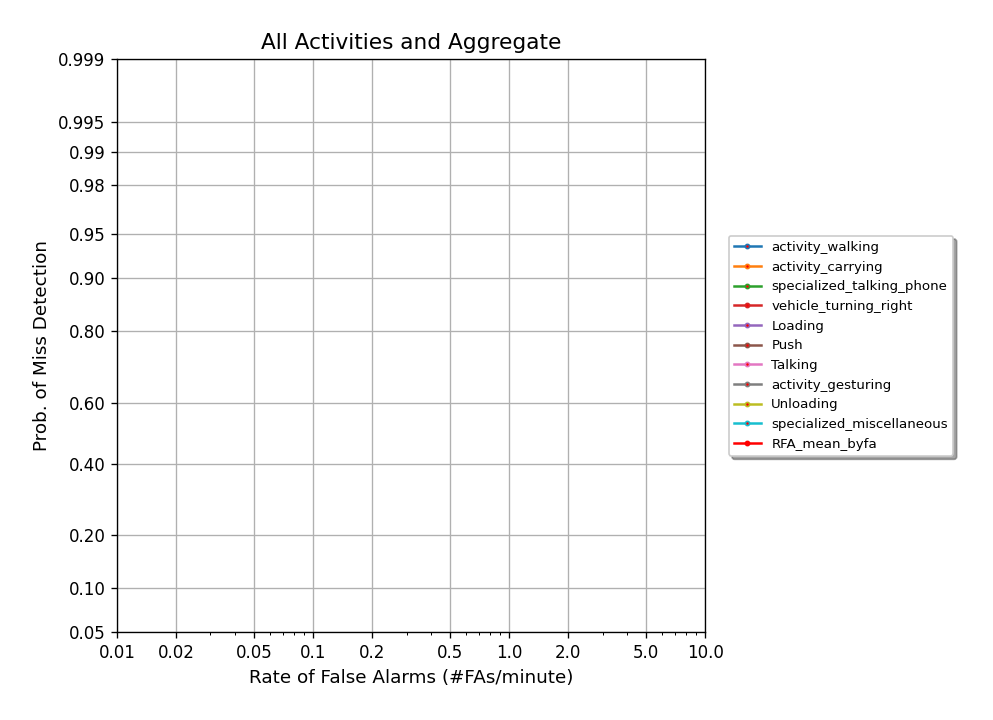 All Activities and Aggregate
0.999
0.995
0.99
0.98
0.95
0.90
0.80
0.60
0.40
0.20
0.10
0.05
Prob. of Miss Detection
0.01 0.02 0.05 0.1 0.2 0.5 1.0 2.0 5.0 10.0
Rate of False Alarms (#FAs/minute)
activity_walking
activity_carrying
specialized_talking_phone
vehicle_turning_right
Loading
Push
Talking
activity_gesturing
Unloading
specialized_miscellaneous
RFA_mean_byfa